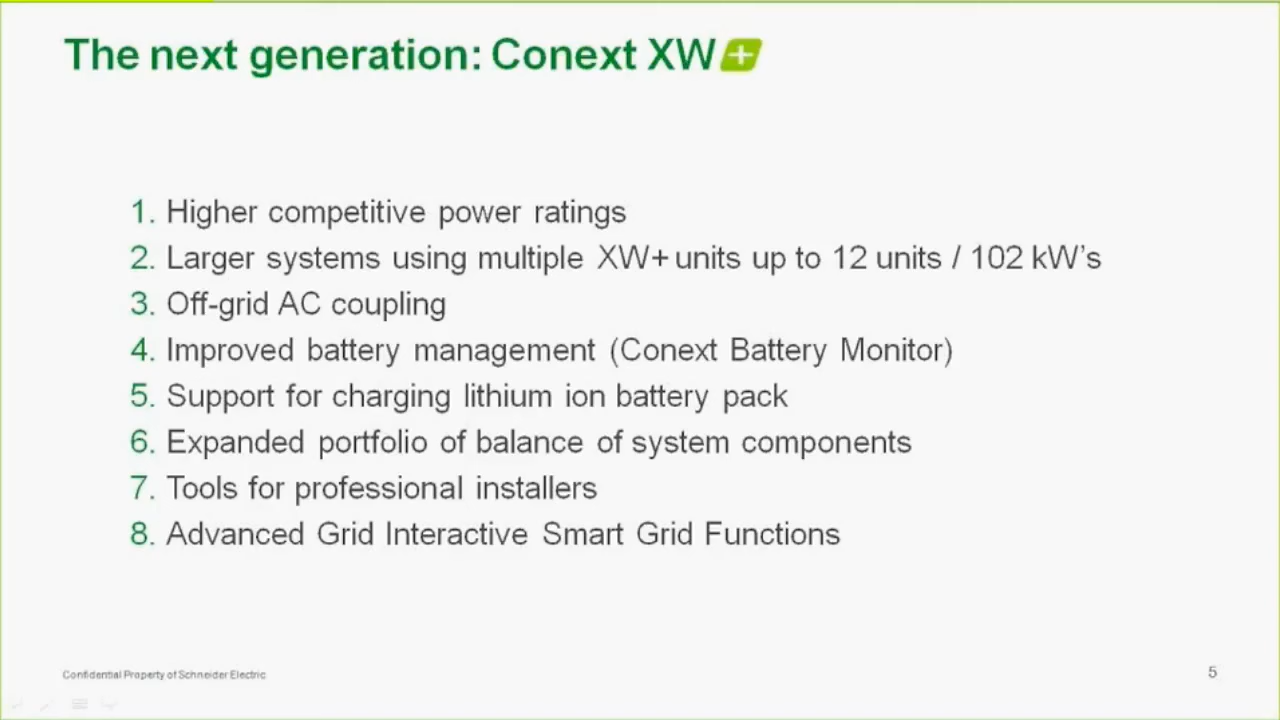 The next generation: Conext XW+
1. Higher competitive power ratings
2. Larger systems using multiple XW+ units up to 12 units / 102 kW's
3. Off-grid AC coupling
4. Improved battery management (Conext Battery Monitor)
5. Support for charging lithium ion battery pack
6. Expanded portfolio of balance of system components
7. Tools for professional installers
8. Advanced Grid Interactive Smart Grid Functions
Confidential Property of Schneider Electric
5